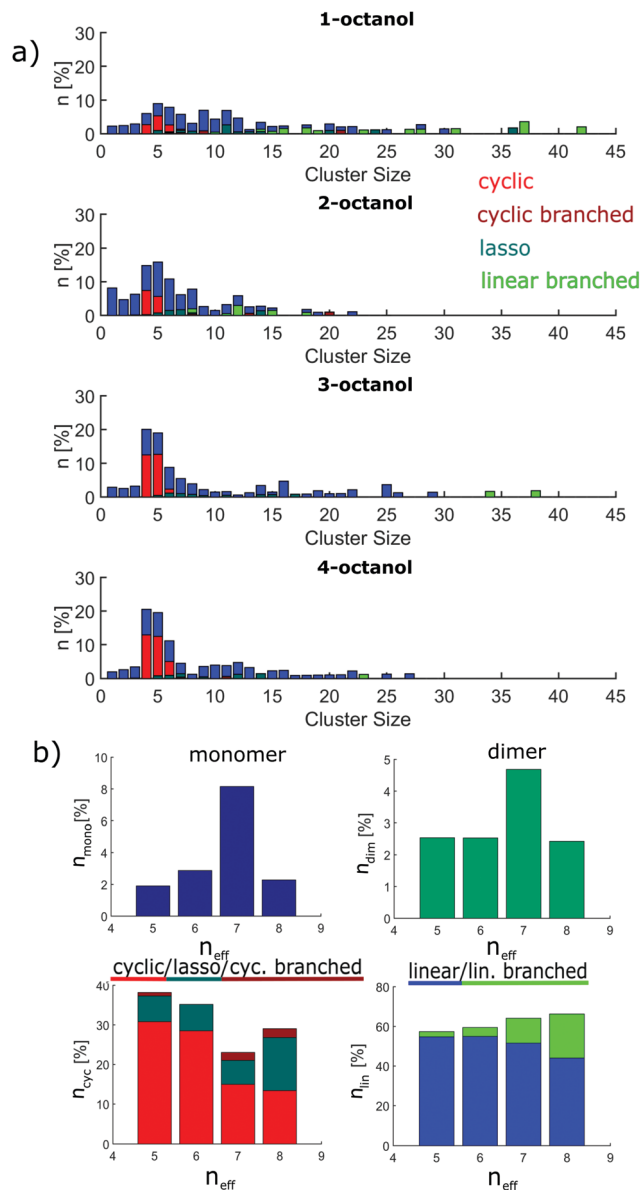 a)
1-octanol
n [%]
30
20
10
0
0 5 10 15 20 25 30 35 40 45
Cluster Size
cyclic
cyclic branched
lasso
linear branched
2-octanol
n [%]
30
20
10
0
0 5 10 15 20 25 30 35 40 45
Cluster Size
3-octanol
n [%]
30
20
10
0
0 5 10 15 20 25 30 35 40 45
Cluster Size
4-octanol
n [%]
30
20
10
0
0 5 10 15 20 25 30 35 40 45
Cluster Size
b)
monomer
n_mono [%]
10
8
6
4
2
0
4 5 6 7 8 9
n_eff
dimer
n_dim [%]
5
4
3
2
1
0
4 5 6 7 8 9
n_eff
cyclic/lasso/cyc. branched
n_cyc [%]
40
30
20
10
0
4 5 6 7 8 9
n_eff
linear/lin. branched
n_lin [%]
80
60
40
20
0
4 5 6 7 8 9
n_eff